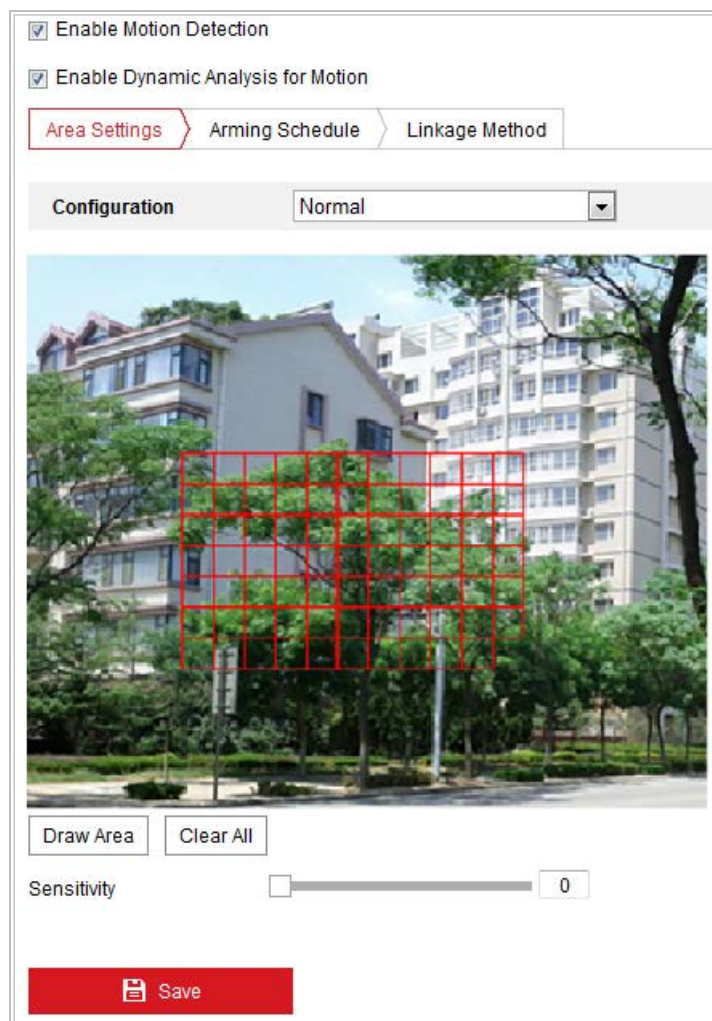 Enable Motion Detection
Enable Dynamic Analysis for Motion
Area Settings
Arming Schedule
Linkage Method
Configuration
Normal
Draw Area
Clear All
Sensitivity
0
Save